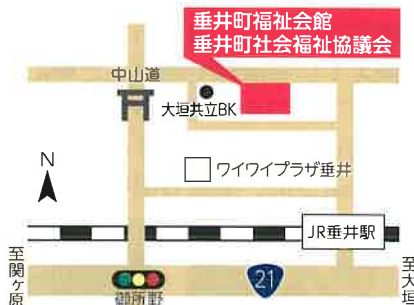 垂井町福祉会館
垂井町社会福祉協議会
中山道
大垣共立BK
N
ワイワイプラザ垂井
JR垂井駅
至関ヶ原
至大垣
21
御所野